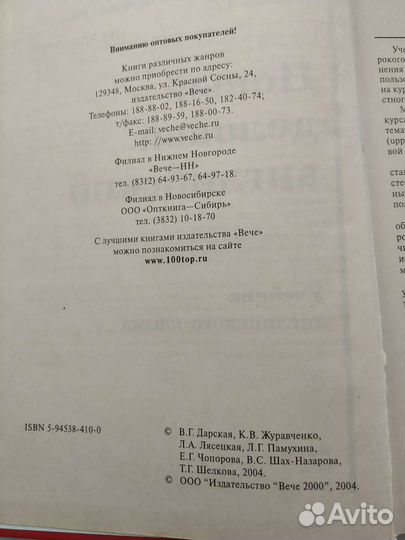 Вниманию оптовых покупателей!
Книги различных жанров
можно приобрести по адресу:
129348, Москва, ул. Красной Сосны, 24,
издательство «Вече».
Телефоны: 188-88-02, 188-16-50, 182-40-74;
т/факс: 188-89-59, 188-00-73.
E-mail: veche@veche.ru
http: //www.veche.ru
Филиал в Нижнем Новгороде
«Вече—НН»
тел. (8312) 64-93-67, 64-97-18.
Филиал в Новосибирске
ООО «Опткнига—Сибирь»
тел. (3832) 10-18-70
С лучшими книгами издательства «Вече»
можно познакомиться на сайте
www.100top.ru
ISBN 5-94538-410-0
© В.Г. Дарская, К.В. Журавченко,
Л.А. Лясецкая, Л.Г. Памухина,
Е.Г. Чопорова, В.С. Шах-Назарова,
Т.Г. Шелкова, 2004.
© ООО "Издательство "Вече 2000", 2004.
Avito